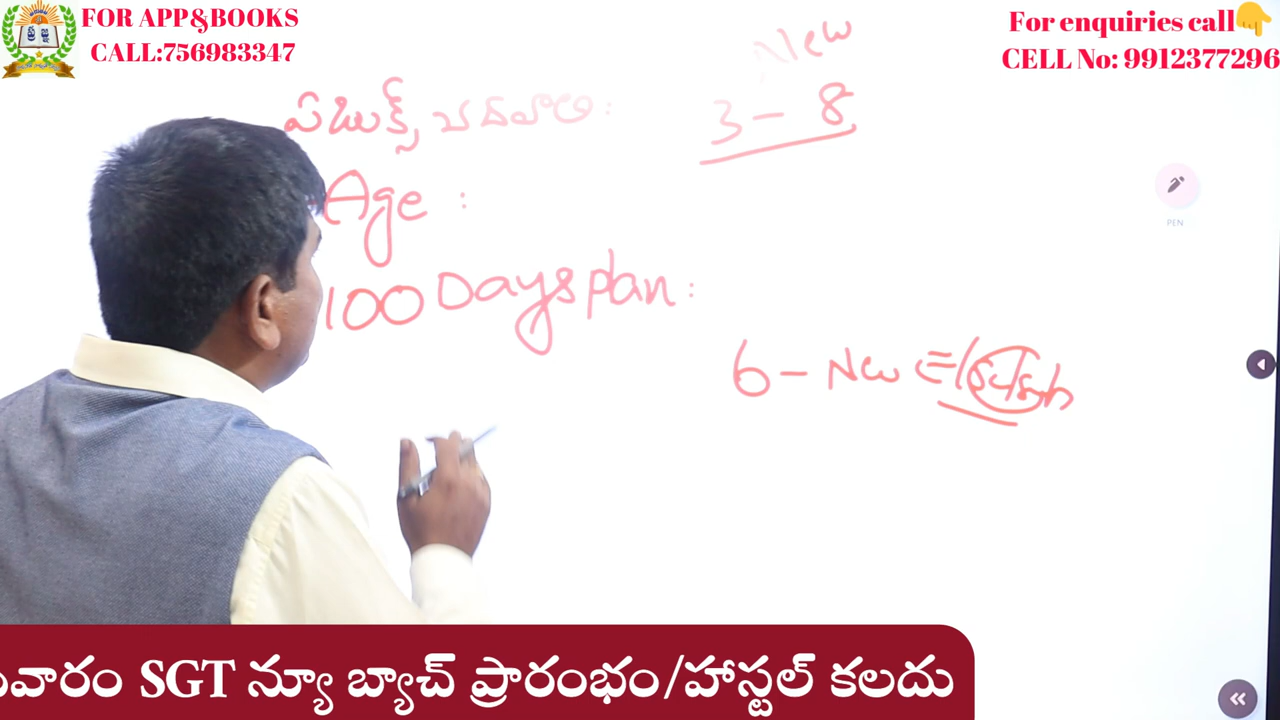 FOR APP&BOOKS
CALL:756983347
For enquiries call👇
CELL No: 9912377296
New
ఏ బుక్స్ చదవాలి :
3 - 8
Age :
100 Days plan :
PEN
6 - New =
వారం SGT న్యూ బ్యాచ్ ప్రారంభం/హాస్టల్ కలదు